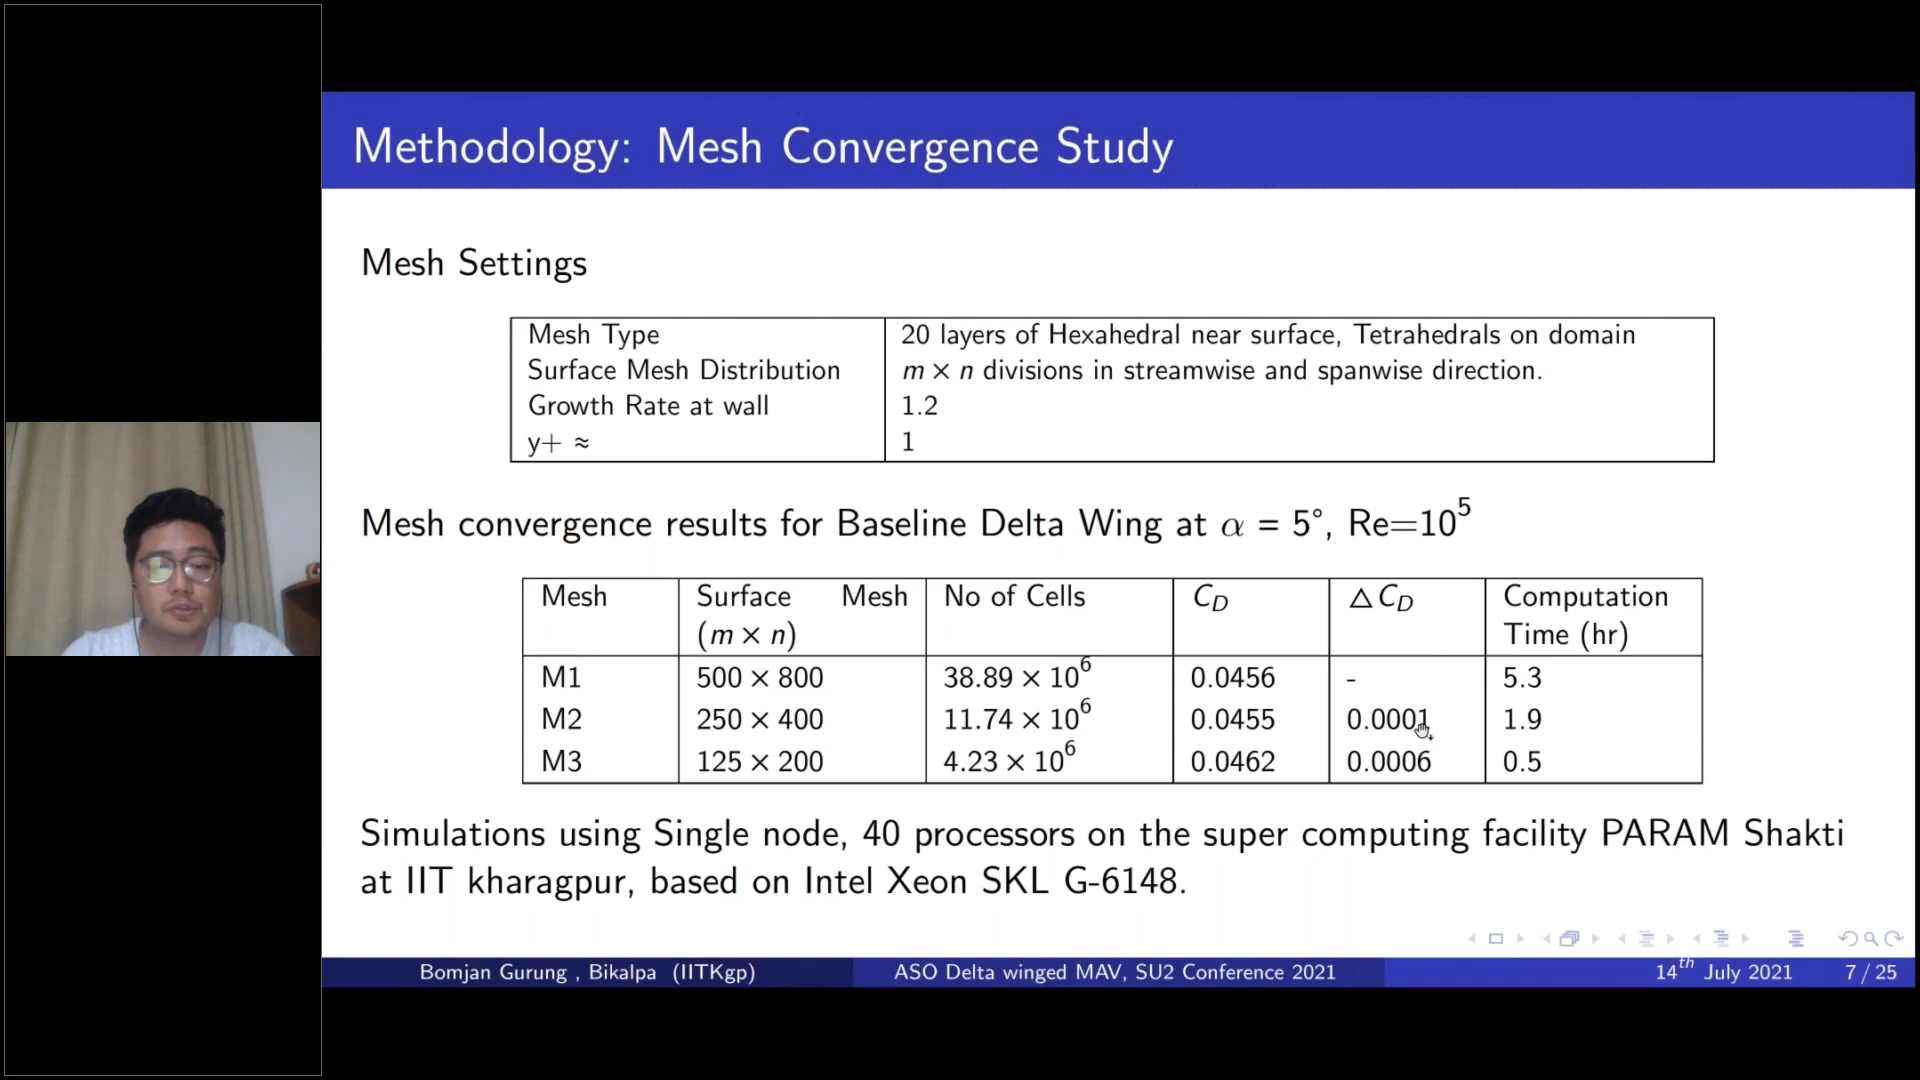 Methodology: Mesh Convergence Study
Mesh Settings
Mesh Type 20 layers of Hexahedral near surface, Tetrahedrals on domain
Surface Mesh Distribution m × n divisions in streamwise and spanwise direction.
Growth Rate at wall 1.2
y+ ≈ 1
Mesh convergence results for Baseline Delta Wing at α = 5°, Re=10^5
Mesh Surface Mesh No of Cells C_D △C_D Computation
(m × n) Time (hr)
M1 500 × 800 38.89 × 10^6 0.0456 - 5.3
M2 250 × 400 11.74 × 10^6 0.0455 0.0001 1.9
M3 125 × 200 4.23 × 10^6 0.0462 0.0006 0.5
Simulations using Single node, 40 processors on the super computing facility PARAM Shakti
at IIT kharagpur, based on Intel Xeon SKL G-6148.
Bomjan Gurung , Bikalpa (IITKgp) ASO Delta winged MAV, SU2 Conference 2021 14^th July 2021 7 / 25